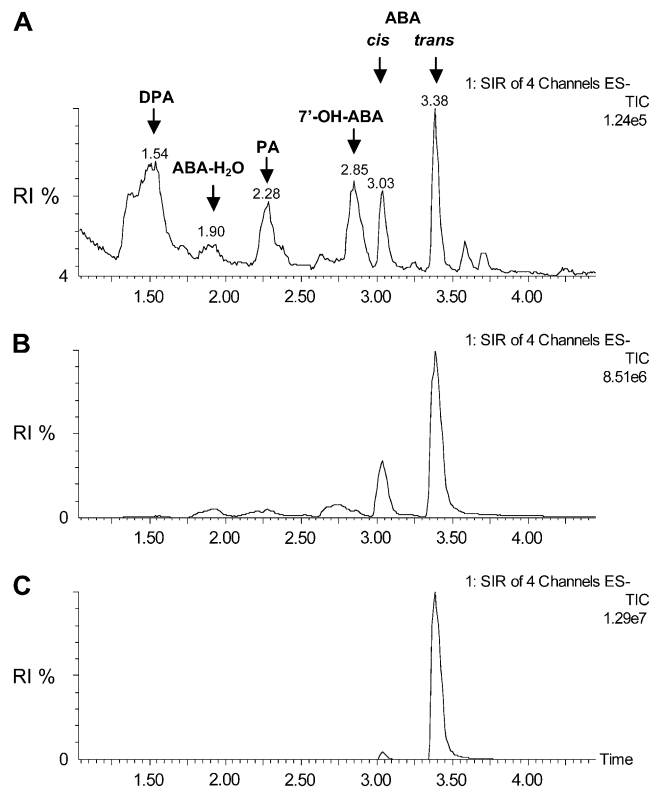 A
ABA
cis trans
1: SIR of 4 Channels ES-
TIC
1.24e5
DPA
ABA-H₂O
PA
7'-OH-ABA
1.54
1.90
2.28
2.85
3.03
3.38
RI %
4
1.50 2.00 2.50 3.00 3.50 4.00
B
1: SIR of 4 Channels ES-
TIC
8.51e6
RI %
0
1.50 2.00 2.50 3.00 3.50 4.00
C
1: SIR of 4 Channels ES-
TIC
1.29e7
RI %
0
Time
1.50 2.00 2.50 3.00 3.50 4.00